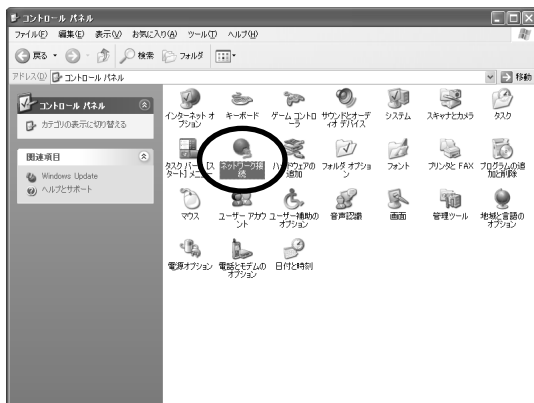 コントロール パネル
ファイル(F) 編集(E) 表示(V) お気に入り(A) ツール(T) ヘルプ(H)
戻る 検索 フォルダ
アドレス(D) コントロール パネル 移動
コントロール パネル
カテゴリの表示に切り替える
関連項目
Windows Update
ヘルプとサポート
インターネット オプション
キーボード
ゲーム コントローラ
サウンドとオーディオ デバイス
システム
スキャナとカメラ
タスク
タスク バーと [スタート] メニュー
ネットワーク接続
ハードウェアの追加
フォルダ オプション
フォント
プリンタと FAX
プログラムの追加と削除
マウス
ユーザー アカウント
ユーザー補助のオプション
音声認識
画面
管理ツール
地域と言語のオプション
電源オプション
電話とモデムのオプション
日付と時刻